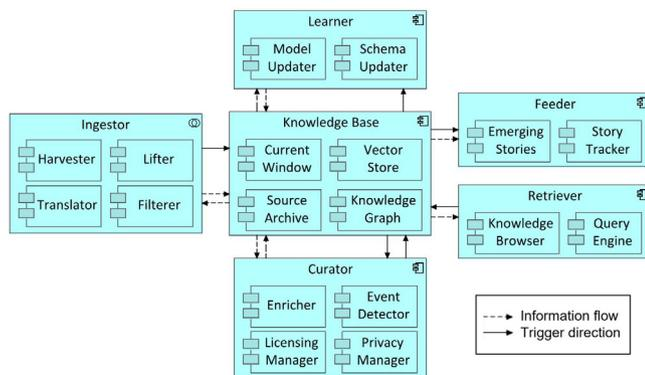 Learner
Model
Updater
Schema
Updater
Ingestor
Harvester
Lifter
Translator
Filterer
Knowledge Base
Current
Window
Vector
Store
Source
Archive
Knowledge
Graph
Feeder
Emerging
Stories
Story
Tracker
Retriever
Knowledge
Browser
Query
Engine
Curator
Enricher
Event
Detector
Licensing
Manager
Privacy
Manager
Information flow
Trigger direction